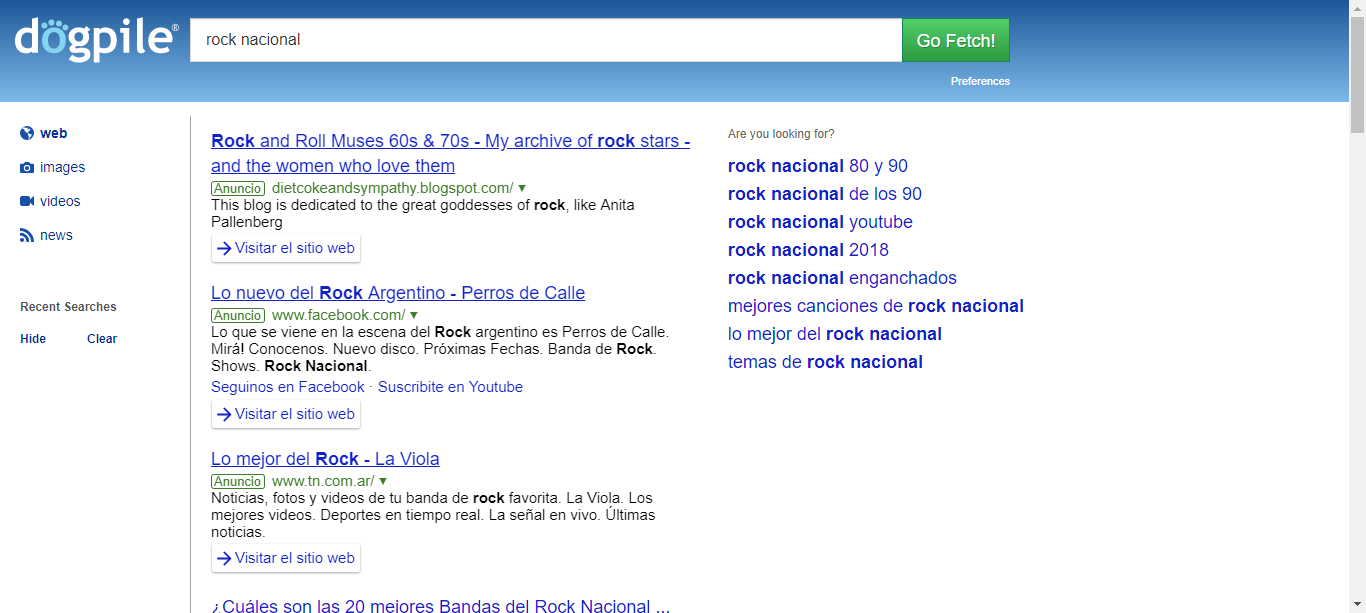 dogpile®
rock nacional
Go Fetch!
Preferences
web
images
videos
news
Recent Searches
Hide Clear
Rock and Roll Muses 60s & 70s - My archive of rock stars -
and the women who love them
Anuncio dietcokeandsympathy.blogspot.com/ ▼
This blog is dedicated to the great goddesses of rock, like Anita
Pallenberg
Visitar el sitio web
Lo nuevo del Rock Argentino - Perros de Calle
Anuncio www.facebook.com/ ▼
Lo que se viene en la escena del Rock argentino es Perros de Calle.
Mirá! Conocenos. Nuevo disco. Próximas Fechas. Banda de Rock.
Shows. Rock Nacional.
Seguinos en Facebook · Suscribite en Youtube
Visitar el sitio web
Lo mejor del Rock - La Viola
Anuncio www.tn.com.ar/ ▼
Noticias, fotos y videos de tu banda de rock favorita. La Viola. Los
mejores videos. Deportes en tiempo real. La señal en vivo. Últimas
noticias.
Visitar el sitio web
¿Cuáles son las 20 mejores Bandas del Rock Nacional ...
Are you looking for?
rock nacional 80 y 90
rock nacional de los 90
rock nacional youtube
rock nacional 2018
rock nacional enganchados
mejores canciones de rock nacional
lo mejor del rock nacional
temas de rock nacional